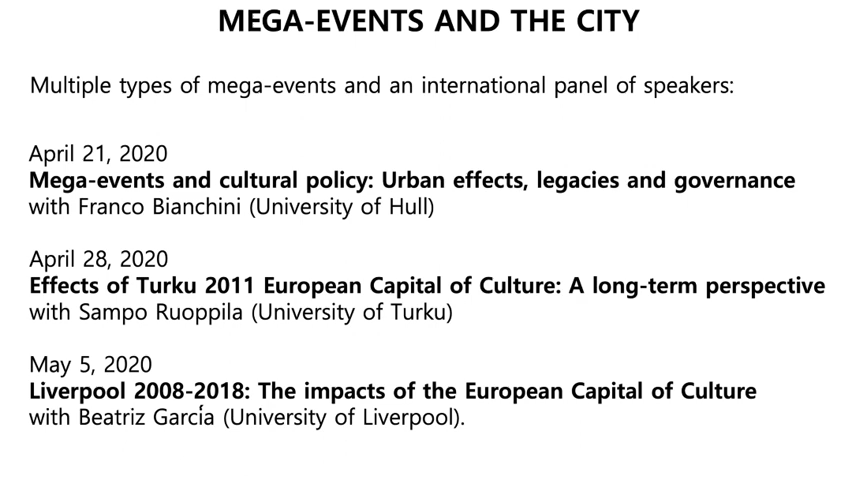 MEGA-EVENTS AND THE CITY
Multiple types of mega-events and an international panel of speakers:
April 21, 2020
Mega-events and cultural policy: Urban effects, legacies and governance
with Franco Bianchini (University of Hull)
April 28, 2020
Effects of Turku 2011 European Capital of Culture: A long-term perspective
with Sampo Ruoppila (University of Turku)
May 5, 2020
Liverpool 2008-2018: The impacts of the European Capital of Culture
with Beatriz García (University of Liverpool).